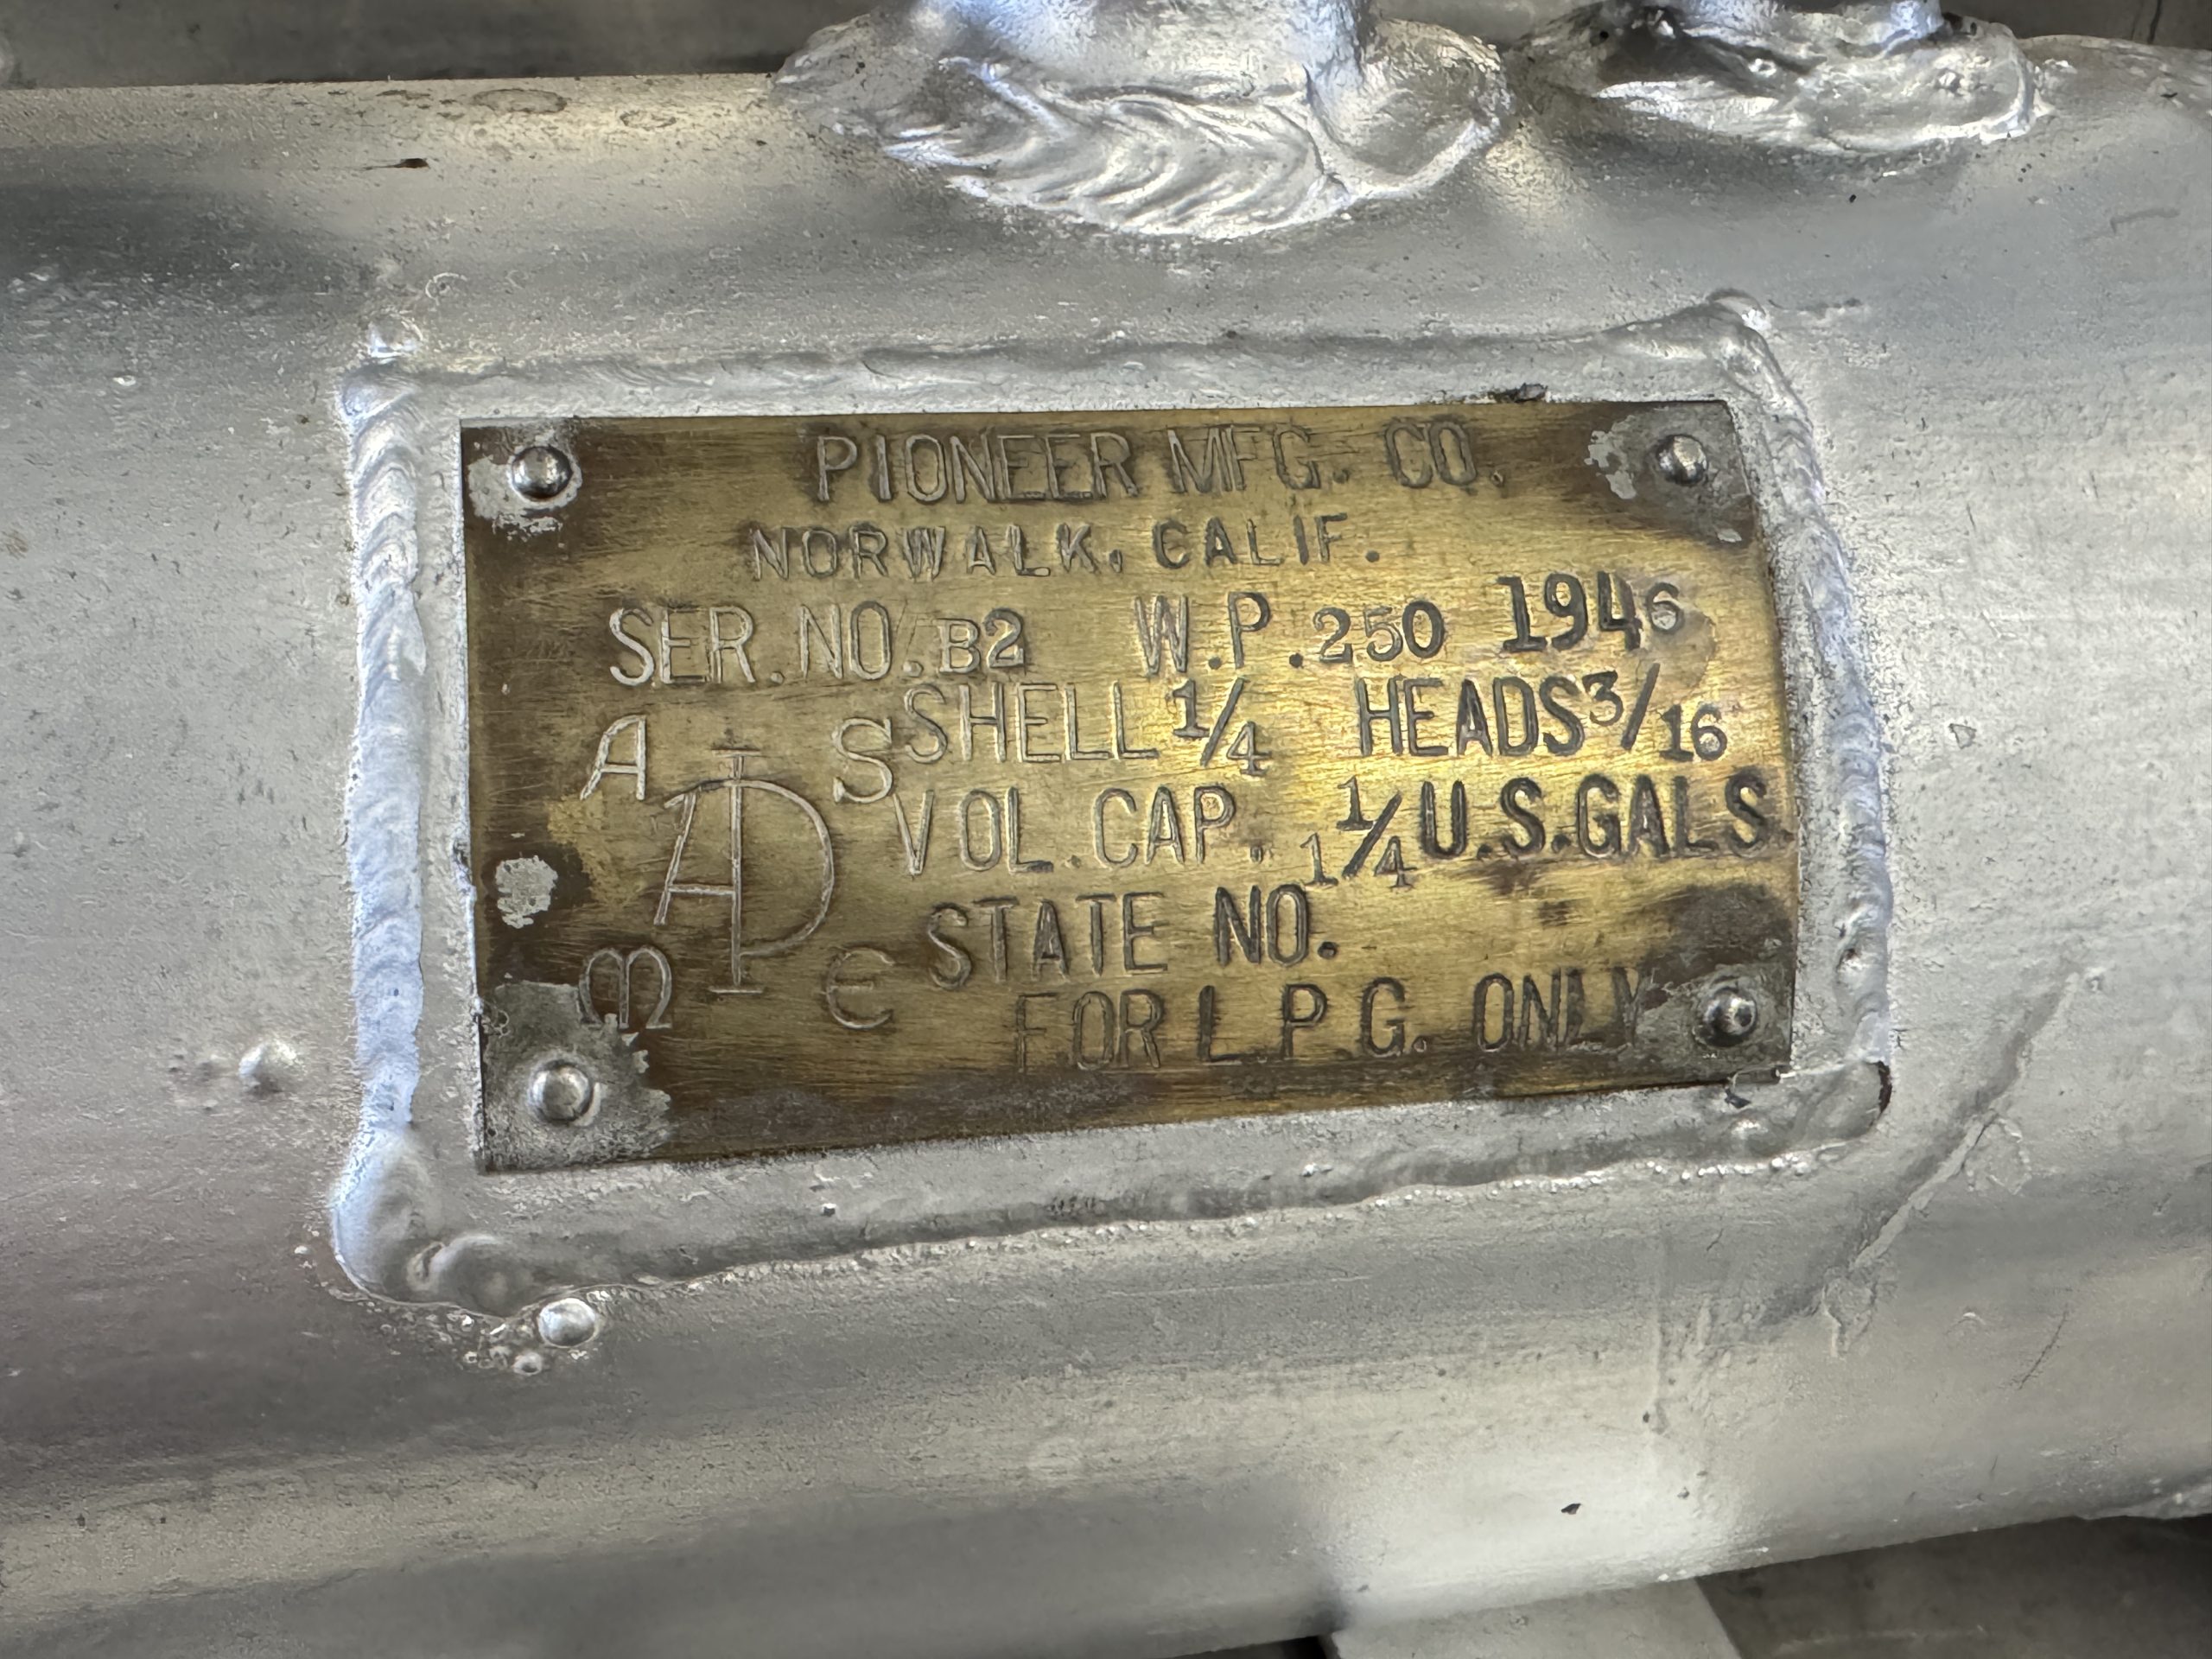 PIONEER MFG. CO.
NORWALK, CALIF.
SER. NO. B2 W.P. 250 1946
A S SHELL 1/4 HEADS 3/16
VOL. CAP. 1 1/4 U.S. GALS
M E STATE NO.
FOR L.P.G. ONLY